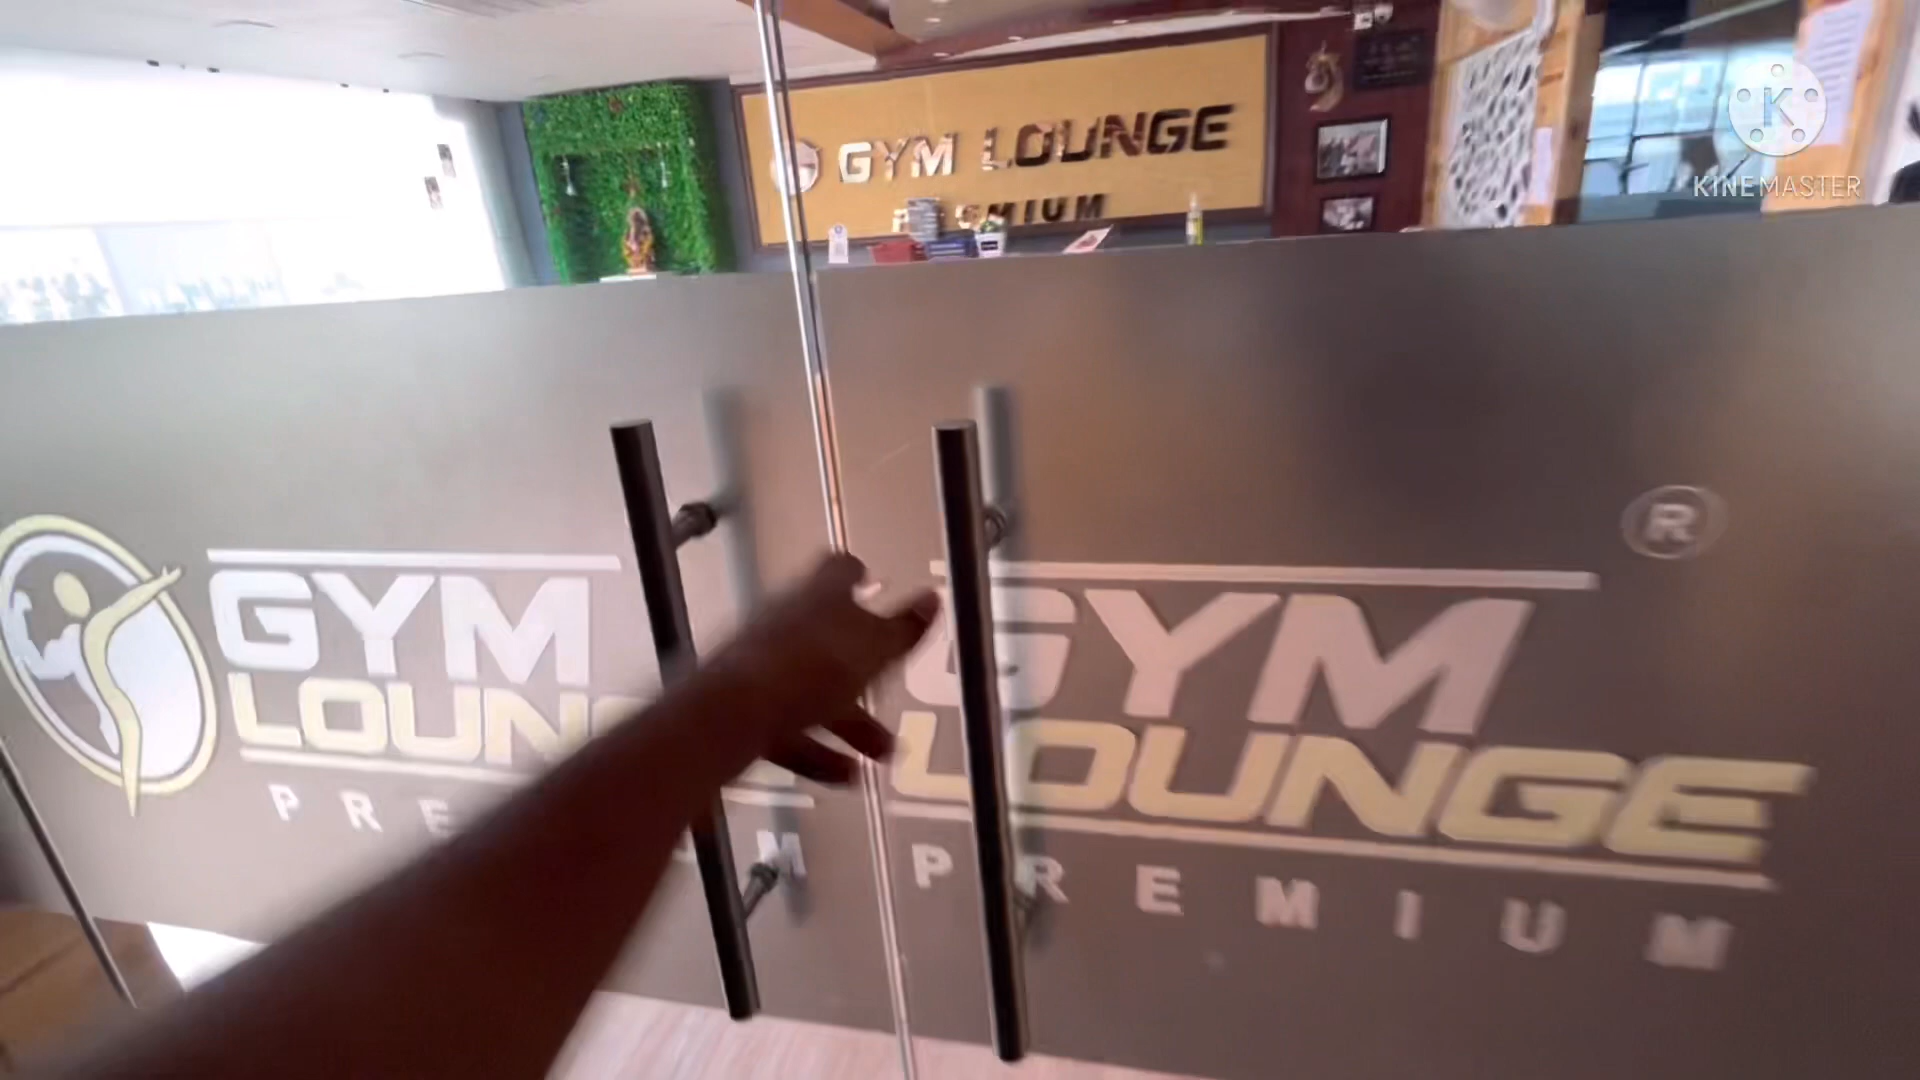 GYM LOUNGE
K
KINEMASTER
GYM
LOUN
PRE M
®
GYM
LOUNGE
PREMIUM